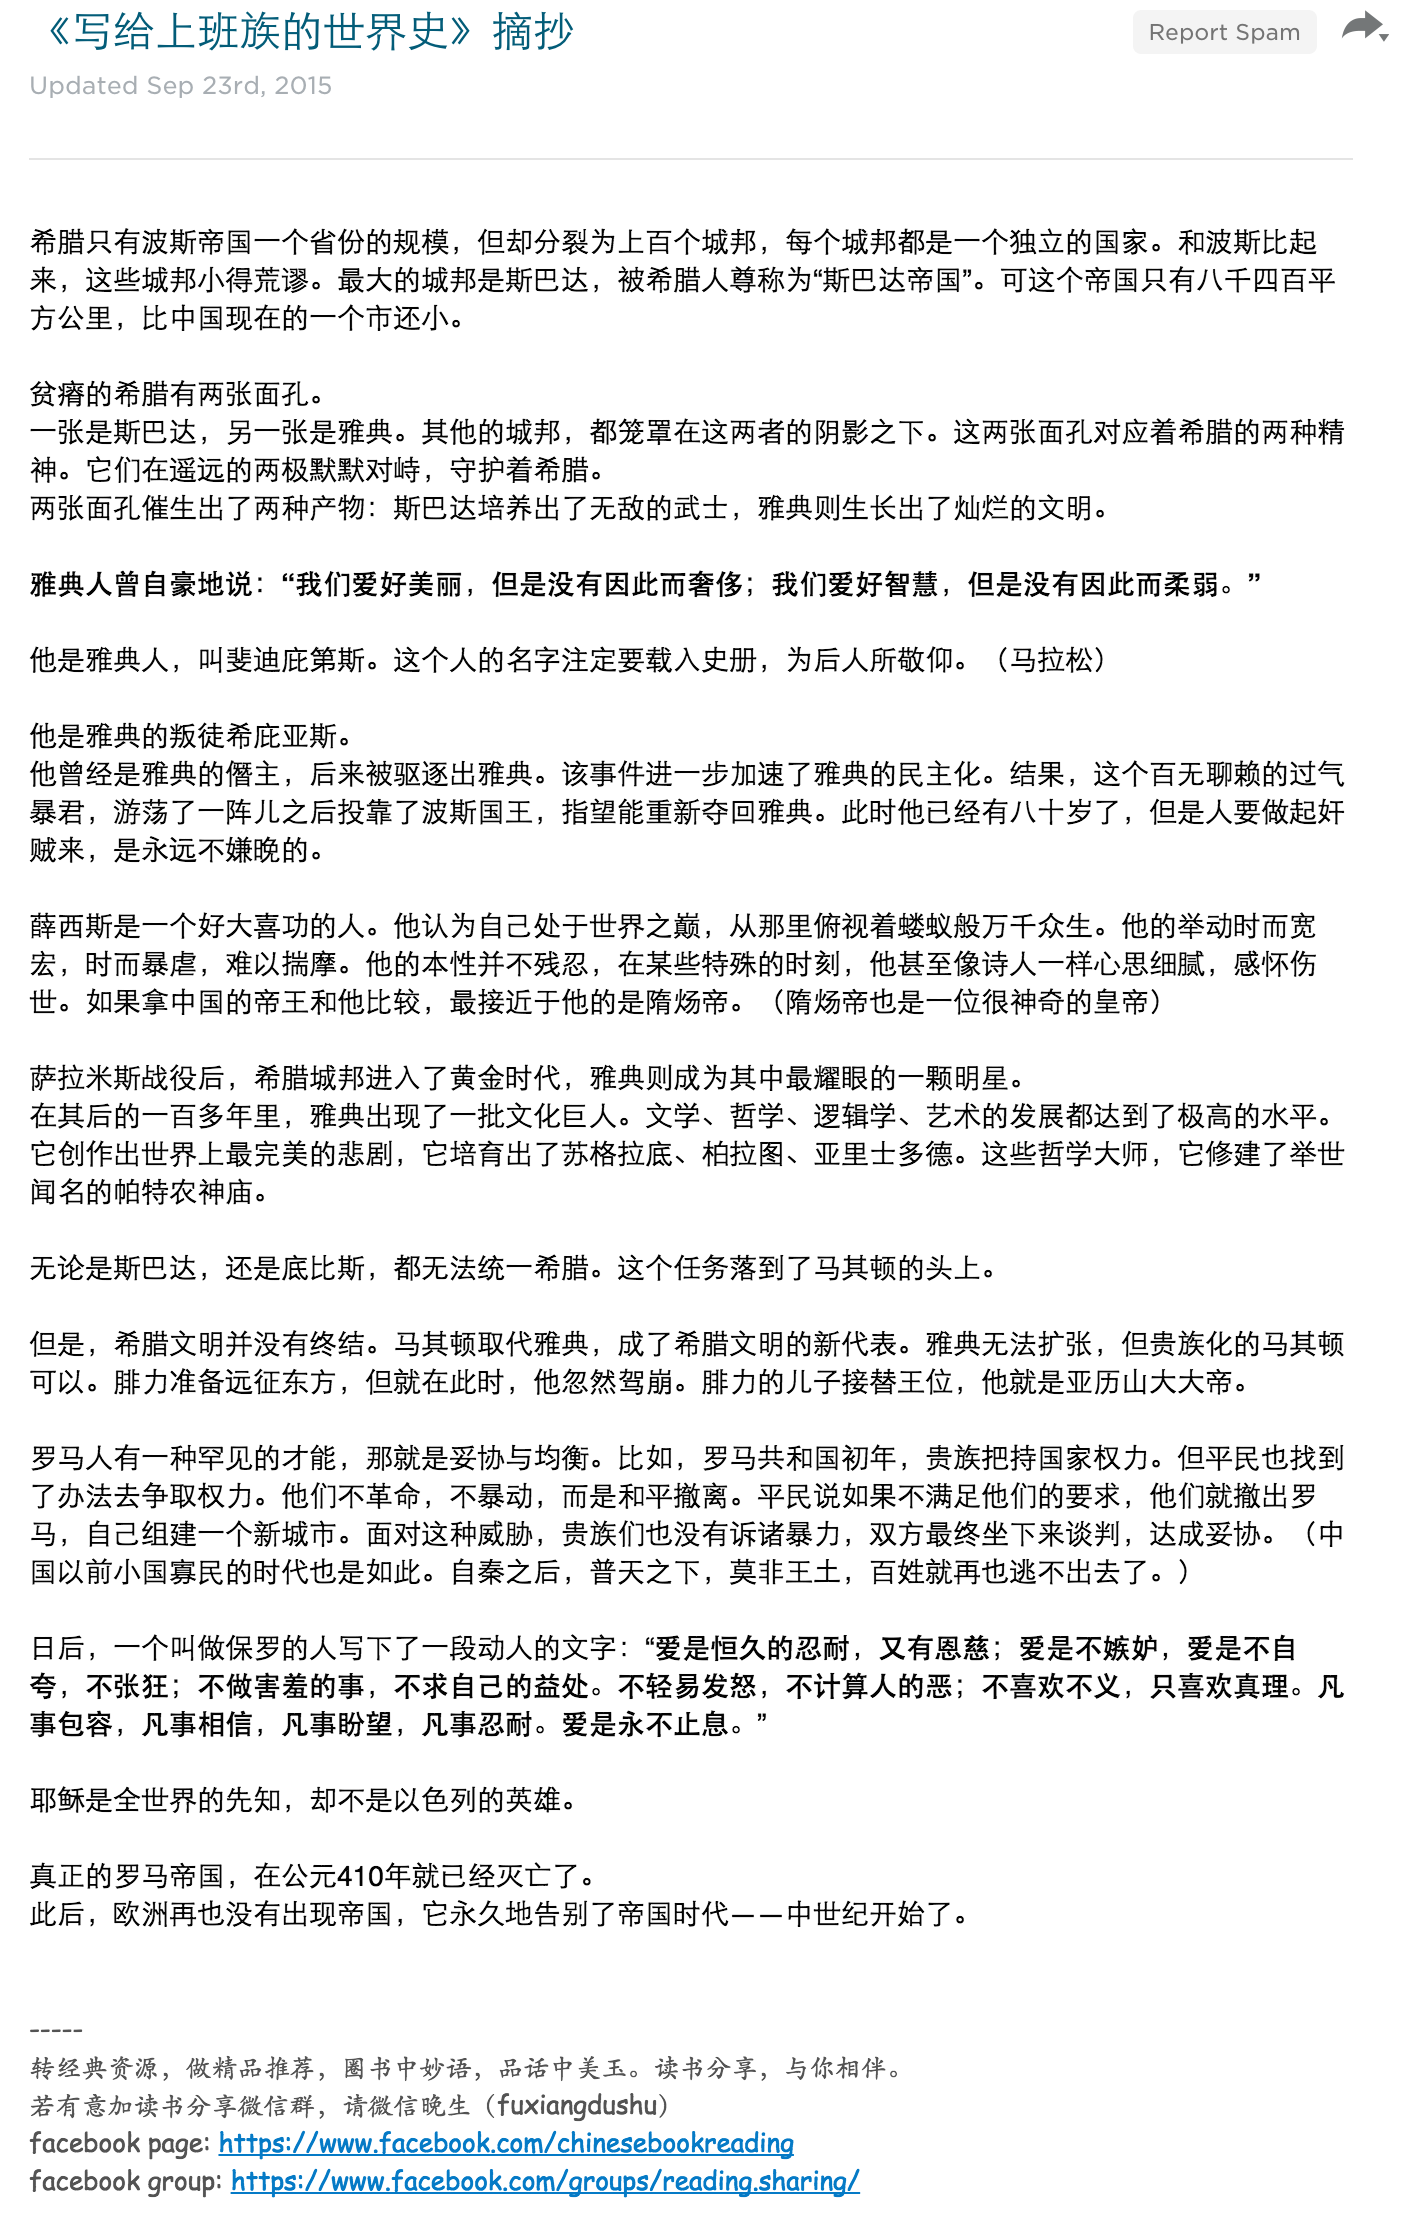 《写给上班族的世界史》摘抄
Report Spam
Updated Sep 23rd, 2015
希腊只有波斯帝国一个省份的规模，但却分裂为上百个城邦，每个城邦都是一个独立的国家。和波斯比起
来，这些城邦小得荒谬。最大的城邦是斯巴达，被希腊人尊称为“斯巴达帝国”。可这个帝国只有八千四百平
方公里，比中国现在的一个市还小。
贫瘠的希腊有两张面孔。
一张是斯巴达，另一张是雅典。其他的城邦，都笼罩在这两者的阴影之下。这两张面孔对应着希腊的两种精
神。它们在遥远的两极默默对峙，守护着希腊。
两张面孔催生出了两种产物：斯巴达培养出了无敌的武士，雅典则生长出了灿烂的文明。
雅典人曾自豪地说：“我们爱好美丽，但是没有因此而奢侈；我们爱好智慧，但是没有因此而柔弱。”
他是雅典人，叫斐迪庇第斯。这个人的名字注定要载入史册，为后人所敬仰。（马拉松）
他是雅典的叛徒希庇亚斯。
他曾经是雅典的僭主，后来被驱逐出雅典。该事件进一步加速了雅典的民主化。结果，这个百无聊赖的过气
暴君，游荡了一阵儿之后投靠了波斯国王，指望能重新夺回雅典。此时他已经有八十岁了，但是人要做起奸
贼来，是永远不嫌晚的。
薛西斯是一个好大喜功的人。他认为自己处于世界之巅，从那里俯视着蝼蚁般万千众生。他的举动时而宽
宏，时而暴虐，难以揣摩。他的本性并不残忍，在某些特殊的时刻，他甚至像诗人一样心思细腻，感怀伤
世。如果拿中国的帝王和他比较，最接近于他的是隋炀帝。（隋炀帝也是一位很神奇的皇帝）
萨拉米斯战役后，希腊城邦进入了黄金时代，雅典则成为其中最耀眼的一颗明星。
在其后的一百多年里，雅典出现了一批文化巨人。文学、哲学、逻辑学、艺术的发展都达到了极高的水平。
它创作出世界上最完美的悲剧，它培育出了苏格拉底、柏拉图、亚里士多德。这些哲学大师，它修建了举世
闻名的帕特农神庙。
无论是斯巴达，还是底比斯，都无法统一希腊。这个任务落到了马其顿的头上。
但是，希腊文明并没有终结。马其顿取代雅典，成了希腊文明的新代表。雅典无法扩张，但贵族化的马其顿
可以。腓力准备远征东方，但就在此时，他忽然驾崩。腓力的儿子接替王位，他就是亚历山大大帝。
罗马人有一种罕见的才能，那就是妥协与均衡。比如，罗马共和国初年，贵族把持国家权力。但平民也找到
了办法去争取权力。他们不革命，不暴动，而是和平撤离。平民说如果不满足他们的要求，他们就撤出罗
马，自己组建一个新城市。面对这种威胁，贵族们也没有诉诸暴力，双方最终坐下来谈判，达成妥协。（中
国以前小国寡民的时代也是如此。自秦之后，普天之下，莫非王土，百姓就再也逃不出去了。）
日后，一个叫做保罗的人写下了一段动人的文字：“爱是恒久的忍耐，又有恩慈；爱是不嫉妒，爱是不自
夸，不张狂；不做害羞的事，不求自己的益处。不轻易发怒，不计算人的恶；不喜欢不义，只喜欢真理。凡
事包容，凡事相信，凡事盼望，凡事忍耐。爱是永不止息。”
耶稣是全世界的先知，却不是以色列的英雄。
真正的罗马帝国，在公元410年就已经灭亡了。
此后，欧洲再也没有出现帝国，它永久地告别了帝国时代——中世纪开始了。
-----
转经典资源，做精品推荐，圈书中妙语，品话中美玉。读书分享，与你相伴。
若有意加读书分享微信群，请微信晚生（fuxiangdushu）
facebook page: https://www.facebook.com/chinesebookreading
facebook group: https://www.facebook.com/groups/reading.sharing/